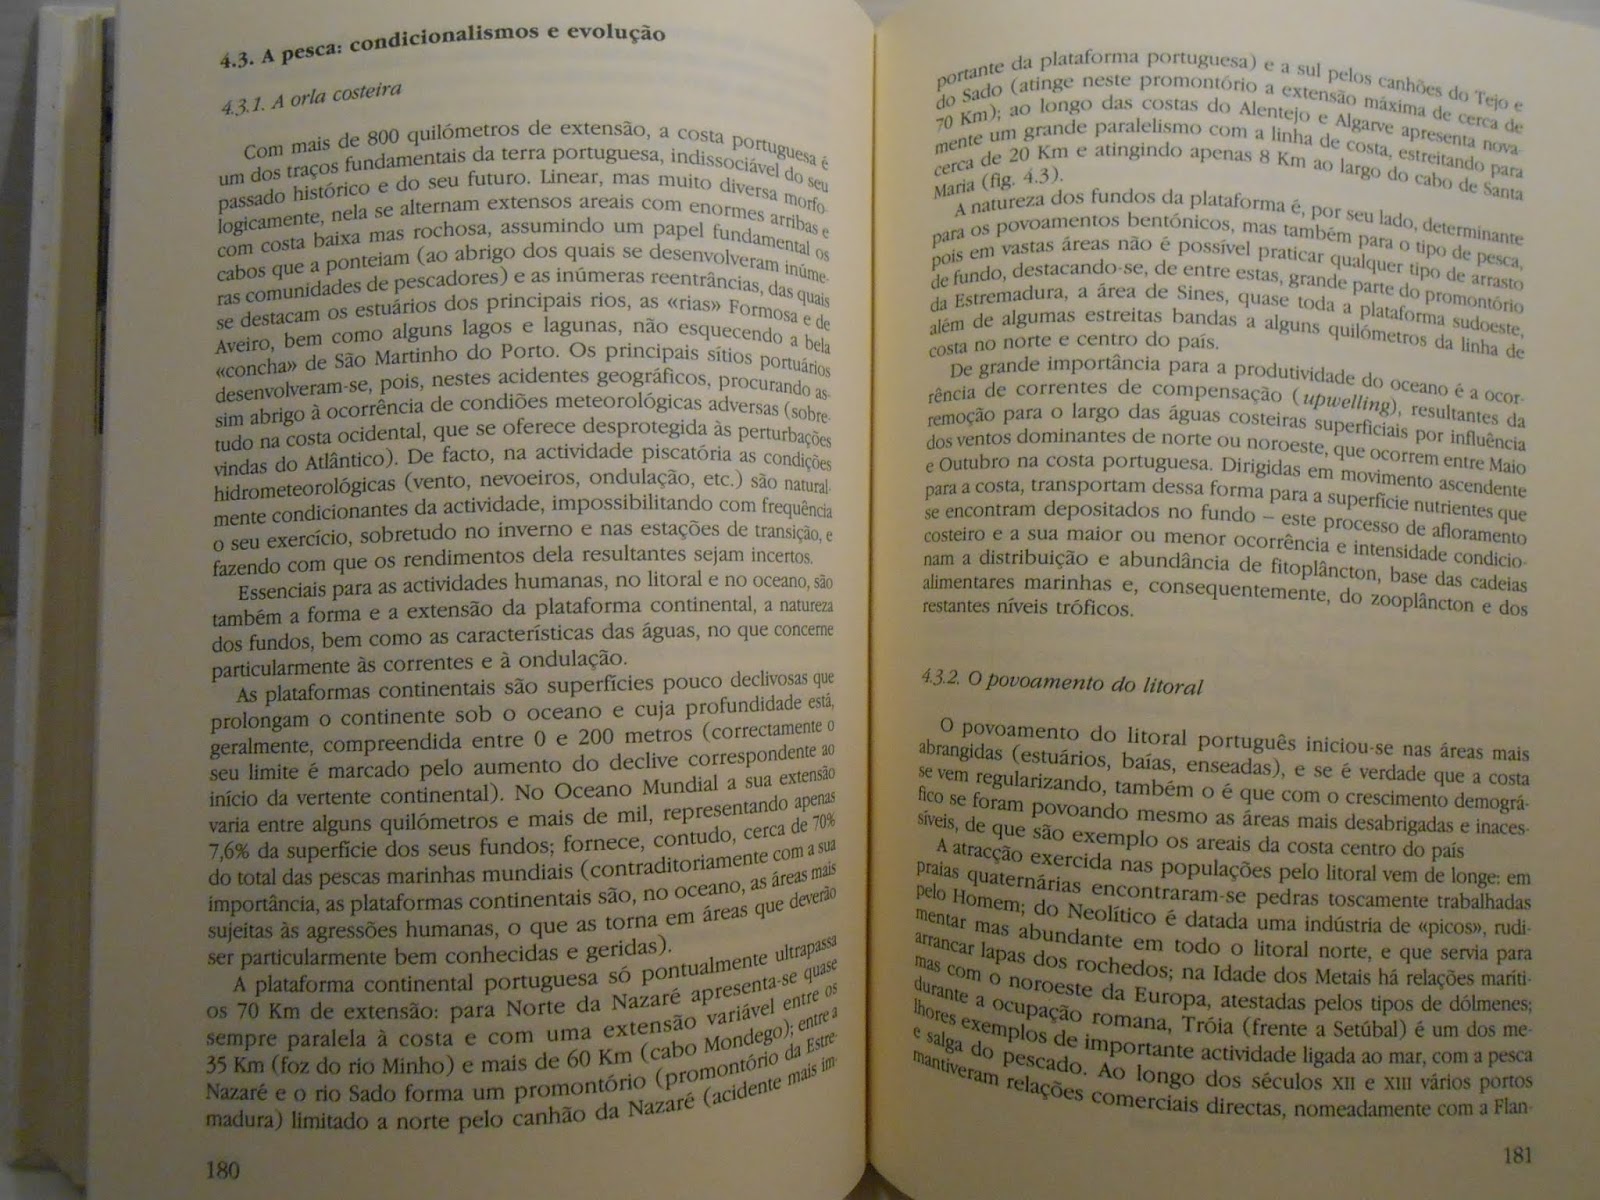 4.3. A pesca: condicionalismos e evolução
4.3.1. A orla costeira
Com mais de 800 quilómetros de extensão, a costa portuguesa é
um dos traços fundamentais da terra portuguesa, indissociável do seu
passado histórico e do seu futuro. Linear, mas muito diversa morfo-
logicamente, nela se alternam extensos areais com enormes arribas e
com costa baixa mas rochosa, assumindo um papel fundamental os
cabos que a ponteiam (ao abrigo dos quais se desenvolveram inúme-
ras comunidades de pescadores) e as inúmeras reentrâncias, das quais
se destacam os estuários dos principais rios, as «rias» Formosa e de
Aveiro, bem como alguns lagos e lagunas, não esquecendo a bela
«concha» de São Martinho do Porto. Os principais sítios portuários
desenvolveram-se, pois, nestes acidentes geográficos, procurando as-
sim abrigo à ocorrência de condiões meteorológicas adversas (sobre-
tudo na costa ocidental, que se oferece desprotegida às perturbações
vindas do Atlântico). De facto, na actividade piscatória as condições
hidrometeorológicas (vento, nevoeiros, ondulação, etc.) são natural-
mente condicionantes da actividade, impossibilitando com frequência
o seu exercício, sobretudo no inverno e nas estações de transição, e
fazendo com que os rendimentos dela resultantes sejam incertos.
Essenciais para as actividades humanas, no litoral e no oceano, são
também a forma e a extensão da plataforma continental, a natureza
dos fundos, bem como as características das águas, no que concerne
particularmente às correntes e à ondulação.
As plataformas continentais são superfícies pouco declivosas que
prolongam o continente sob o oceano e cuja profundidade está,
geralmente, compreendida entre 0 e 200 metros (correctamente o
seu limite é marcado pelo aumento do declive correspondente ao
início da vertente continental). No Oceano Mundial a sua extensão
varia entre alguns quilómetros e mais de mil, representando apenas
7,6% da superfície dos seus fundos; fornece, contudo, cerca de 70%
do total das pescas marinhas mundiais (contraditoriamente com a sua
importância, as plataformas continentais são, no oceano, as áreas mais
sujeitas às agressões humanas, o que as torna em áreas que deverão
ser particularmente bem conhecidas e geridas).
A plataforma continental portuguesa só pontualmente ultrapassa
os 70 Km de extensão: para Norte da Nazaré apresenta-se quase
sempre paralela à costa e com uma extensão variável entre os
35 Km (foz do rio Minho) e mais de 60 Km (cabo Mondego); entre a
Nazaré e o rio Sado forma um promontório (promontório da Estre-
madura) limitado a norte pelo canhão da Nazaré (acidente mais im-
180
portante da plataforma portuguesa) e a sul pelos canhões do Tejo e
do Sado (atinge neste promontório a extensão máxima de cerca de
70 Km); ao longo das costas do Alentejo e Algarve apresenta nova-
mente um grande paralelismo com a linha de costa, estreitando para
cerca de 20 Km e atingindo apenas 8 Km ao largo do cabo de Santa
Maria (fig. 4.3).
A natureza dos fundos da plataforma é, por seu lado, determinante
para os povoamentos bentónicos, mas também para o tipo de pesca,
pois em vastas áreas não é possível praticar qualquer tipo de arrasto
de fundo, destacando-se, de entre estas, grande parte do promontório
da Estremadura, a área de Sines, quase toda a plataforma sudoeste,
além de algumas estreitas bandas a alguns quilómetros da linha de
costa no norte e centro do país.
De grande importância para a produtividade do oceano é a ocor-
rência de correntes de compensação (upwelling), resultantes da
remoção para o largo das águas costeiras superficiais por influência
dos ventos dominantes de norte ou noroeste, que ocorrem entre Maio
e Outubro na costa portuguesa. Dirigidas em movimento ascendente
para a costa, transportam dessa forma para a superfície nutrientes que
se encontram depositados no fundo – este processo de afloramento
costeiro e a sua maior ou menor ocorrência e intensidade condicio-
nam a distribuição e abundância de fitoplâncton, base das cadeias
alimentares marinhas e, consequentemente, do zooplâncton e dos
restantes níveis tróficos.
4.3.2. O povoamento do litoral
O povoamento do litoral português iniciou-se nas áreas mais
abrangidas (estuários, baías, enseadas), e se é verdade que a costa
se vem regularizando, também o é que com o crescimento demográ-
fico se foram povoando mesmo as áreas mais desabrigadas e inaces-
síveis, de que são exemplo os areais da costa centro do país
A atracção exercida nas populações pelo litoral vem de longe: em
praias quaternárias encontraram-se pedras toscamente trabalhadas
pelo Homem; do Neolítico é datada uma indústria de «picos», rudi-
mentar mas abundante em todo o litoral norte, e que servia para
arrancar lapas dos rochedos; na Idade dos Metais há relações maríti-
mas com o noroeste da Europa, atestadas pelos tipos de dólmenes;
durante a ocupação romana, Tróia (frente a Setúbal) é um dos me-
lhores exemplos de importante actividade ligada ao mar, com a pesca
e salga do pescado. Ao longo dos séculos XII e XIII vários portos
mantiveram relações comerciais directas, nomeadamente com a Flan-
181